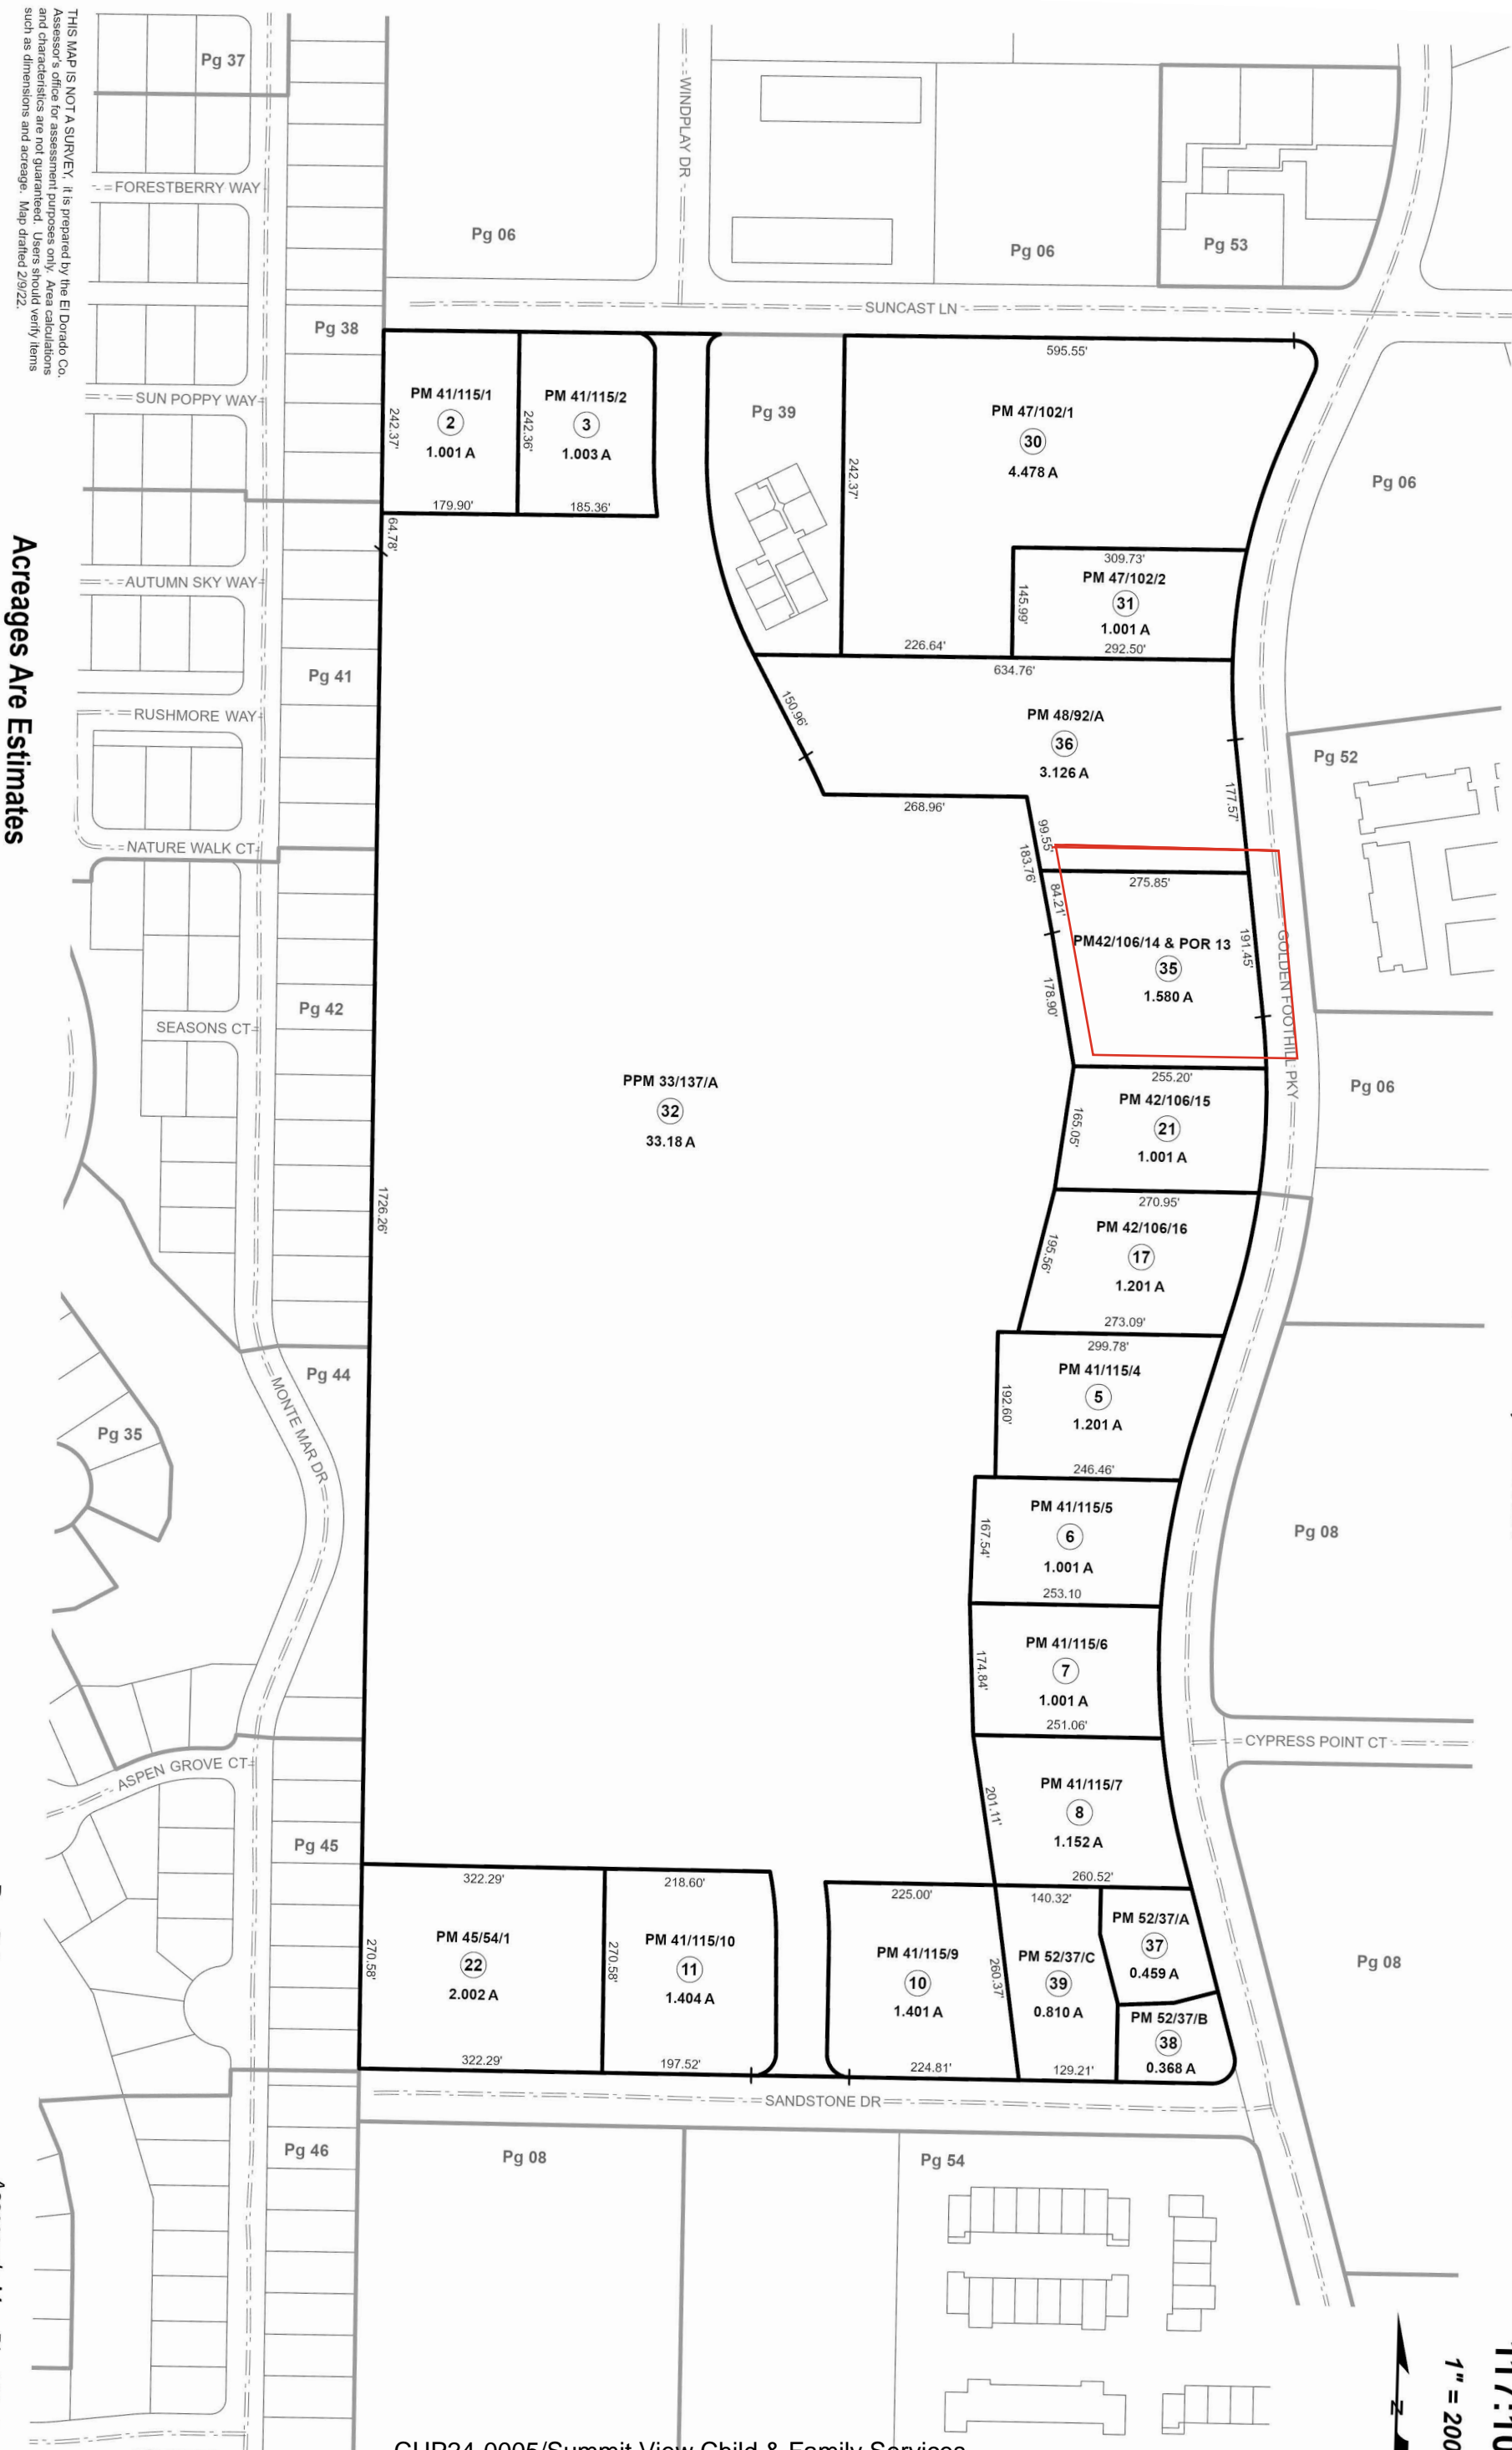 THIS MAP IS NOT A SURVEY, it is prepared by the El Dorado Co.
Assessor's office for assessment purposes only. Area calculations
and characteristics are not guaranteed. Users should verify items
such as dimensions and acreage. Map drafted 2/9/22.
Acreages Are Estimates
Pg 37
FORESTBERRY WAY
Pg 38
SUN POPPY WAY
AUTUMN SKY WAY
Pg 41
RUSHMORE WAY
NATURE WALK CT
Pg 42
SEASONS CT
Pg 44
MONTE MAR DR
Pg 35
ASPEN GROVE CT
Pg 45
Pg 46
Pg 06
WINDPLAY DR
Pg 06
Pg 53
SUNCAST LN
PM 41/115/1
2
1.001 A
242.37'
179.90'
64.78'
PM 41/115/2
3
1.003 A
242.36'
185.36'
Pg 39
595.55'
PM 47/102/1
30
4.478 A
242.37'
226.64'
309.73'
PM 47/102/2
31
1.001 A
145.99'
292.50'
Pg 06
634.76'
150.96'
PM 48/92/A
36
3.126 A
177.57'
268.96'
99.55'
183.76'
Pg 52
275.85'
84.21'
PM42/106/14 & POR 13
35
1.580 A
191.45'
178.90'
GOLDEN FOOTHILL PKY
PPM 33/137/A
32
33.18 A
1726.26'
255.20'
PM 42/106/15
21
1.001 A
165.05'
Pg 06
270.95'
PM 42/106/16
17
1.201 A
195.56'
273.09'
299.78'
PM 41/115/4
5
1.201 A
192.60'
246.46'
PM 41/115/5
6
1.001 A
167.54'
253.10
Pg 08
PM 41/115/6
7
1.001 A
174.84'
251.06'
CYPRESS POINT CT
PM 41/115/7
8
1.152 A
201.11'
260.52'
322.29'
PM 45/54/1
22
2.002 A
270.58'
322.29'
218.60'
PM 41/115/10
11
1.404 A
270.58'
197.52'
225.00'
PM 41/115/9
10
1.401 A
260.37'
224.81'
140.32'
PM 52/37/C
39
0.810 A
129.21'
PM 52/37/A
37
0.459 A
PM 52/37/B
38
0.368 A
Pg 08
SANDSTONE DR
Pg 08
Pg 54
1" = 200
N